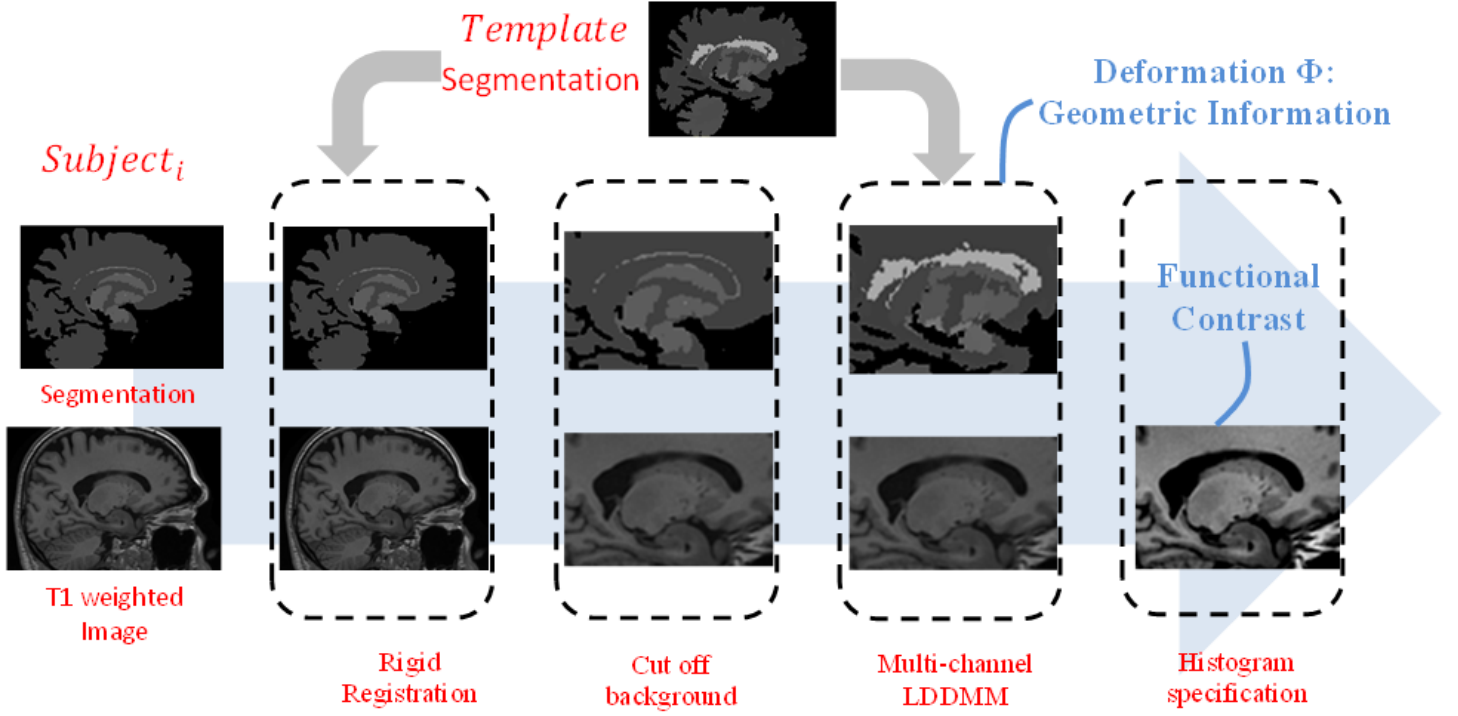 Template
Segmentation
Deformation Φ:
Geometric Information
Subjectᵢ
Functional
Contrast
Segmentation
T1 weighted
Image
Rigid
Registration
Cut off
background
Multi-channel
LDDMM
Histogram
specification